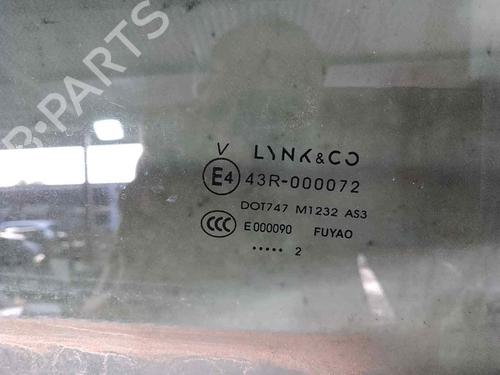 B-PARTS
V LYNK&CO
E4 43R-000072
DOT747 M1232 AS3
CCC E000090 FUYAO
..... 2